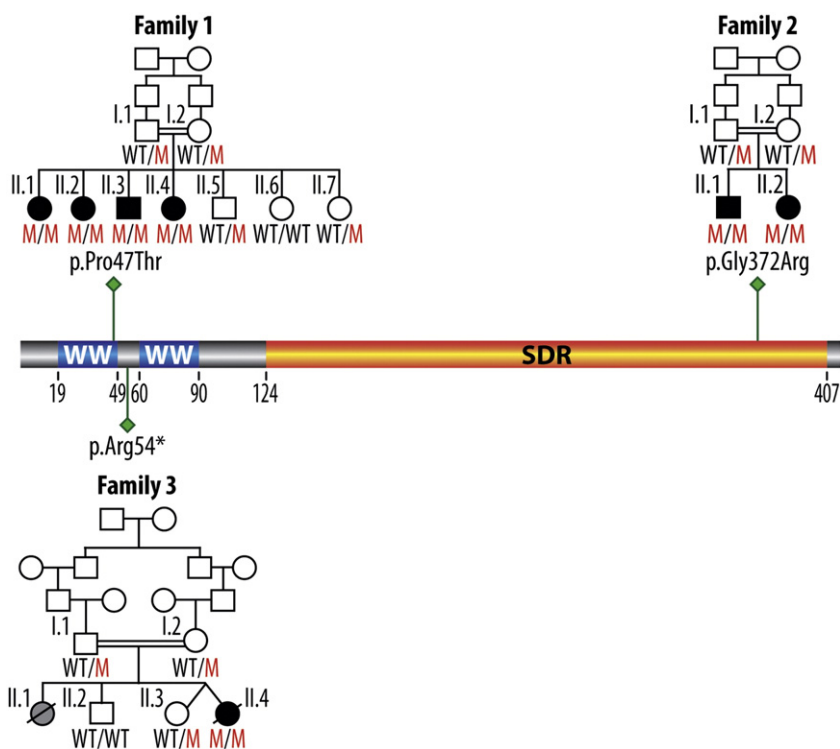 Family 1
Family 2
I.1 I.2
I.1 I.2
WT/M WT/M
WT/M WT/M
II.1 II.2 II.3 II.4 II.5 II.6 II.7
II.1 II.2
M/M M/M M/M M/M WT/M WT/WT WT/M
M/M M/M
p.Pro47Thr
p.Gly372Arg
WW WW SDR
19 49 60 90 124 407
p.Arg54*
Family 3
I.1 I.2
WT/M WT/M
II.1 II.2 II.3 II.4
WT/WT WT/M M/M